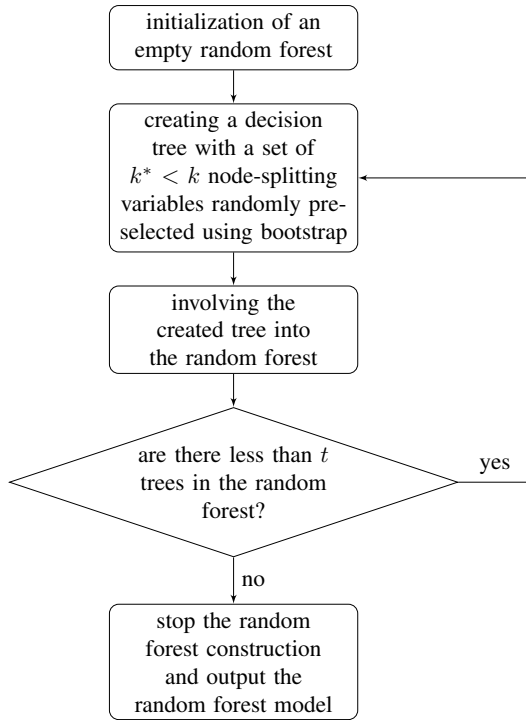 initialization of an
empty random forest
creating a decision
tree with a set of
k* < k node-splitting
variables randomly pre-
selected using bootstrap
involving the
created tree into
the random forest
are there less than t
trees in the random
forest?
yes
no
stop the random
forest construction
and output the
random forest model